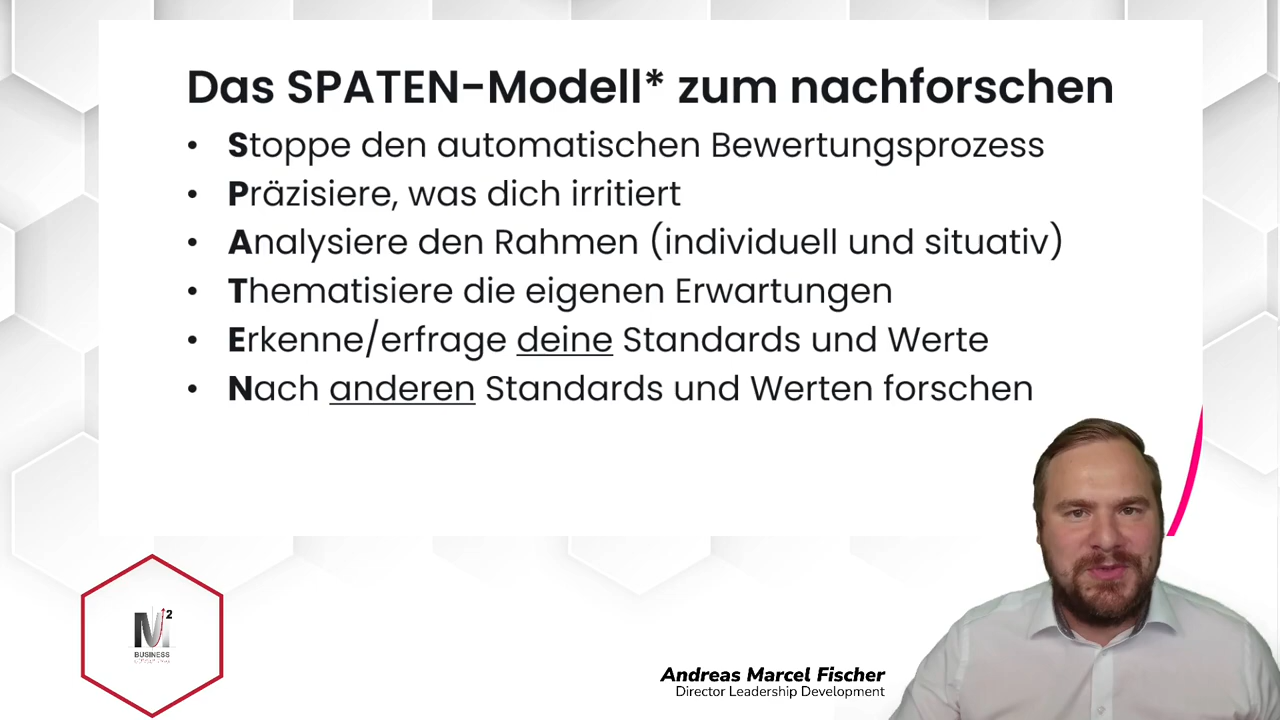 Das SPATEN-Modell* zum nachforschen
• Stoppe den automatischen Bewertungsprozess
• Präzisiere, was dich irritiert
• Analysiere den Rahmen (individuell und situativ)
• Thematisiere die eigenen Erwartungen
• Erkenne/erfrage deine Standards und Werte
• Nach anderen Standards und Werten forschen
M²
BUSINESS
Andreas Marcel Fischer
Director Leadership Development